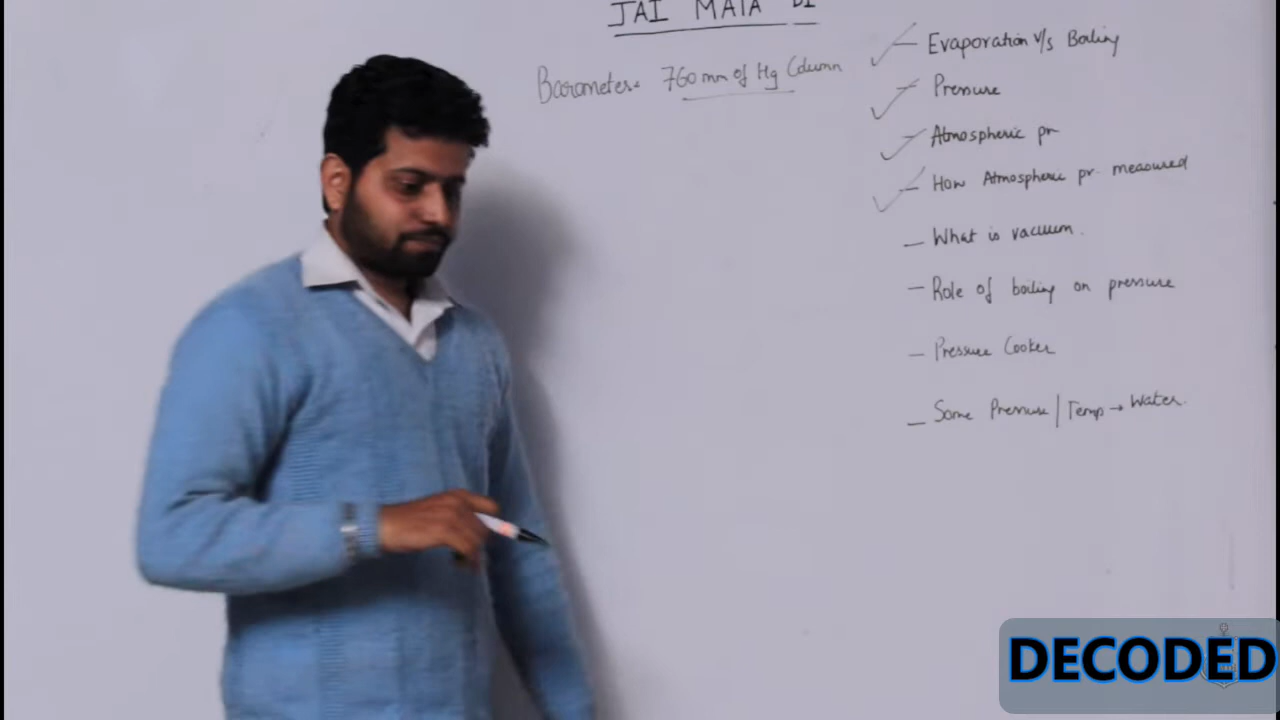 JAI MATA DI
Barometer= 760 mm of Hg Column
— Evaporation v/s Boiling
— Pressure
— Atmospheric pr
— How Atmospheric pr. measured
— What is vacuum.
— Role of boiling on pressure
— Pressure Cooker
— Same Pressure | Temp → Water.
DECODED